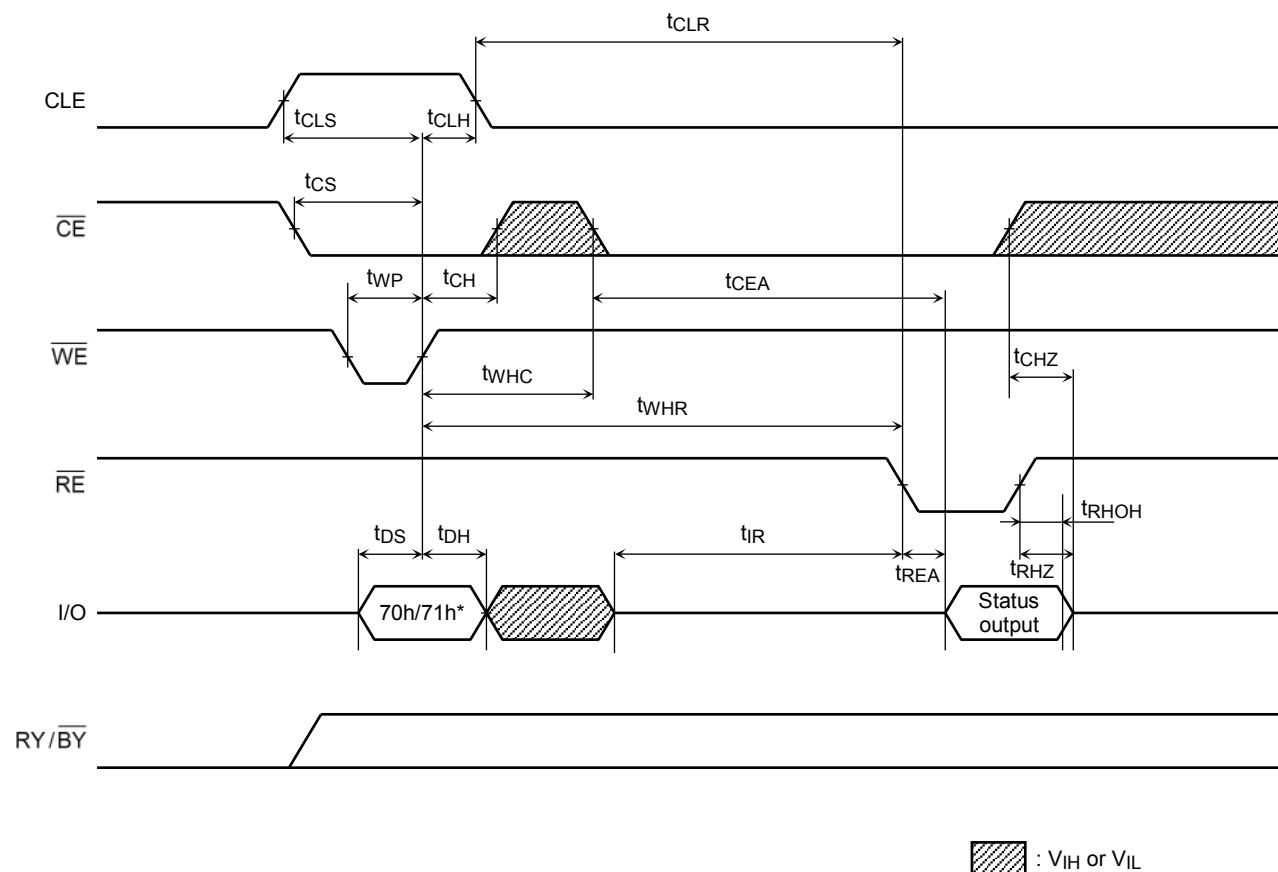 tCLR
CLE
tCLS
tCLH
tCS
CE
tWP
tCH
tCEA
WE
tCHZ
tWHC
tWHR
RE
tRHOH
tDS
tDH
tIR
tREA
tRHZ
I/O
70h/71h*
Status
output
RY/BY
: VIH or VIL